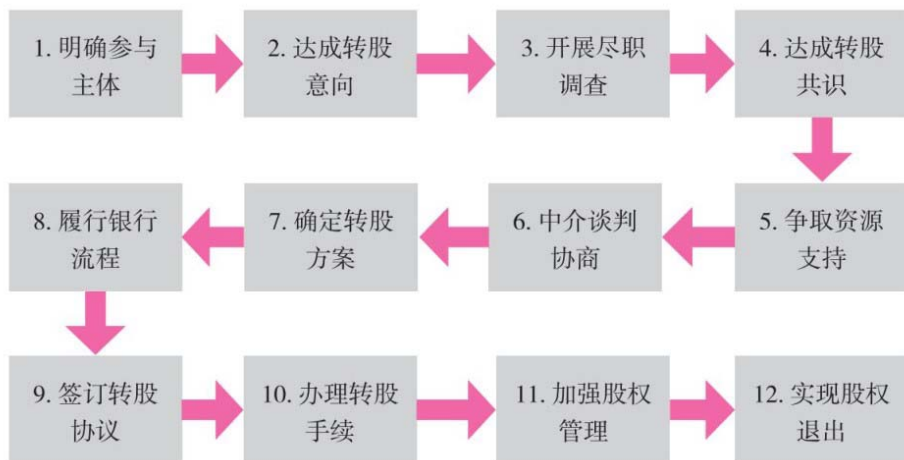 1. 明确参与
主体
2. 达成转股
意向
3. 开展尽职
调查
4. 达成转股
共识
5. 争取资源
支持
6. 中介谈判
协商
7. 确定转股
方案
8. 履行银行
流程
9. 签订转股
协议
10. 办理转股
手续
11. 加强股权
管理
12. 实现股权
退出